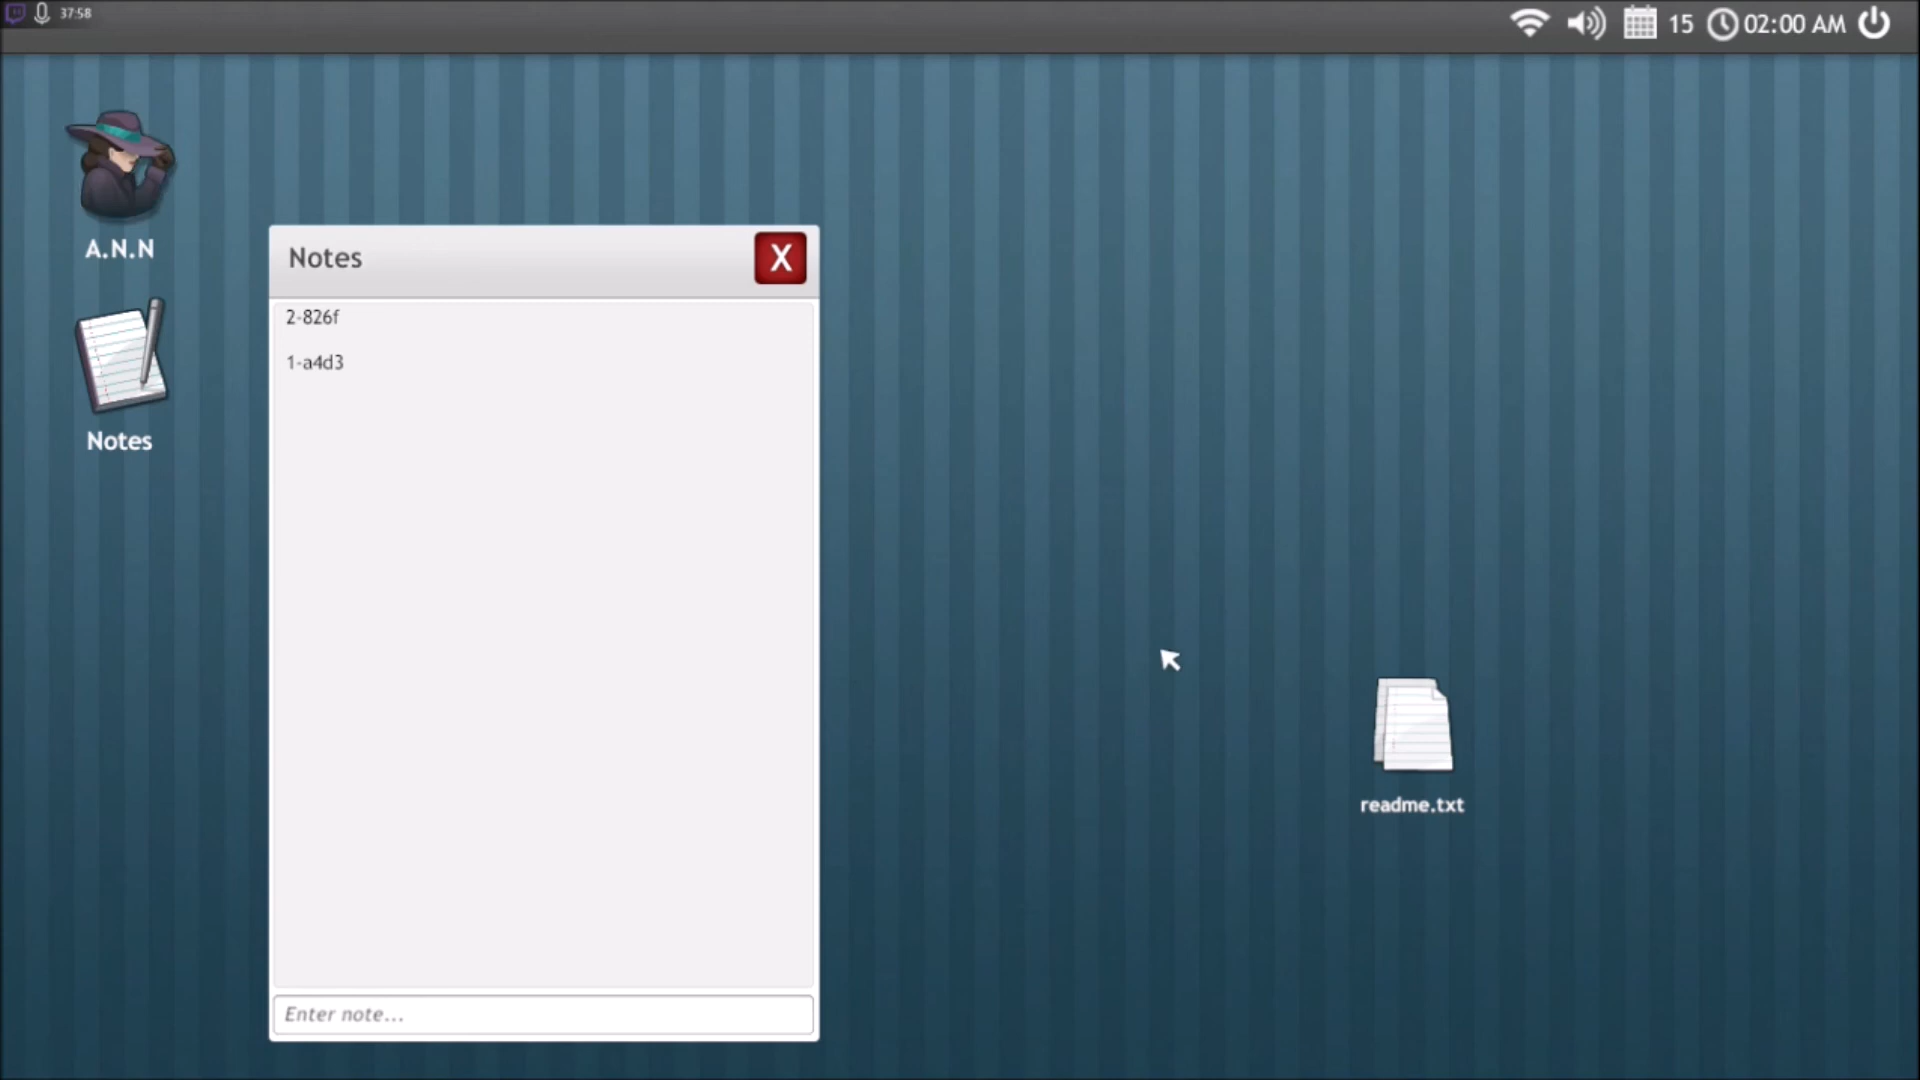 37:58
15
02:00 AM
A.N.N
Notes
Notes
X
2-826f
1-a4d3
Enter note...
readme.txt